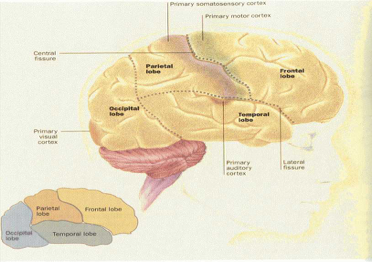 Primary somatosensory cortex
Primary motor cortex
Central
fissure
Parietal
lobe
Frontal
lobe
Occipital
lobe
Temporal
lobe
Primary
visual
cortex
Primary
auditory
cortex
Lateral
fissure
Parietal
lobe
Frontal lobe
Occipital
lobe
Temporal lobe